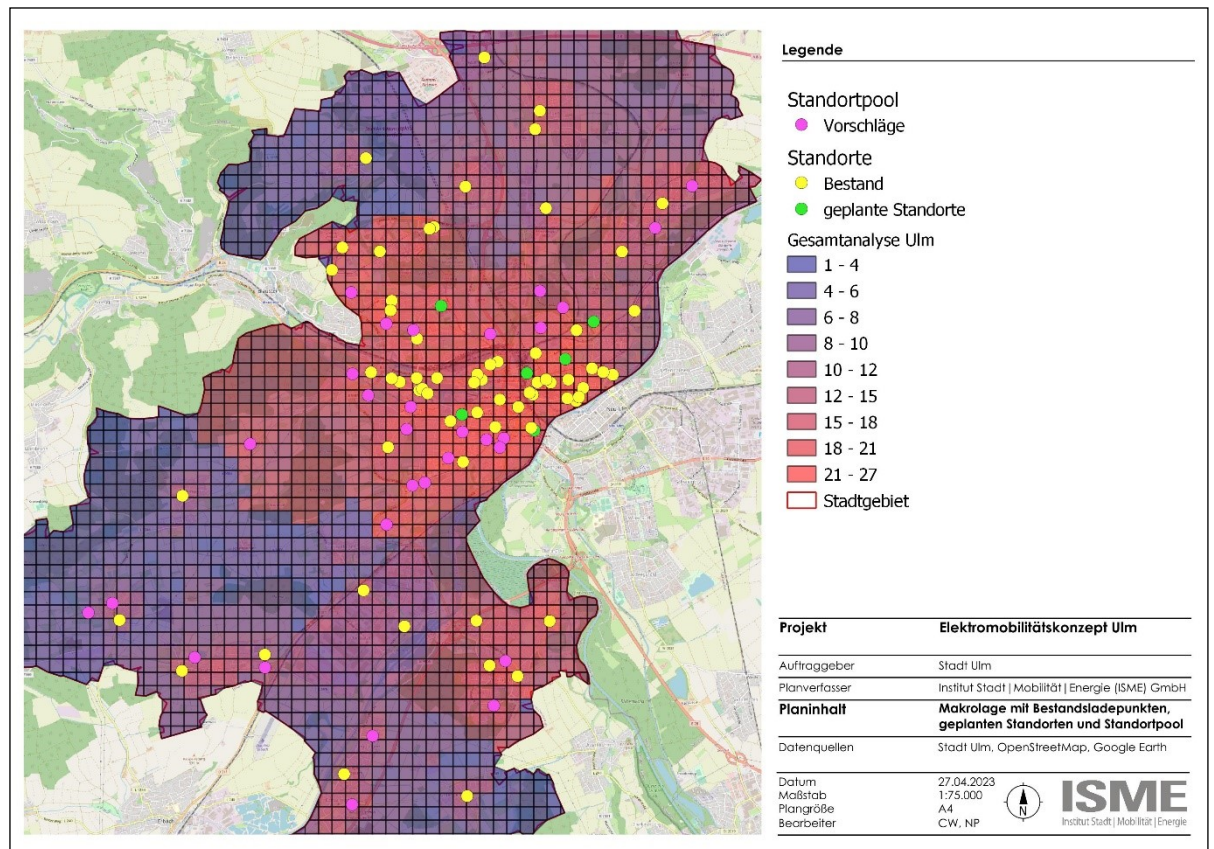 Legende
Standortpool
Vorschläge
Standorte
Bestand
geplante Standorte
Gesamtanalyse Ulm
1 - 4
4 - 6
6 - 8
8 - 10
10 - 12
12 - 15
15 - 18
18 - 21
21 - 27
Stadtgebiet
Projekt Elektromobilitätskonzept Ulm
Auftraggeber Stadt Ulm
Planverfasser Institut Stadt | Mobilität | Energie (ISME) GmbH
Planinhalt Makrolage mit Bestandsladepunkten,
geplanten Standorten und Standortpool
Datenquellen Stadt Ulm, OpenStreetMap, Google Earth
Datum 27.04.2023
Maßstab 1:75.000
Plangröße A4
Bearbeiter CW, NP
N
ISME
Institut Stadt | Mobilität | Energie